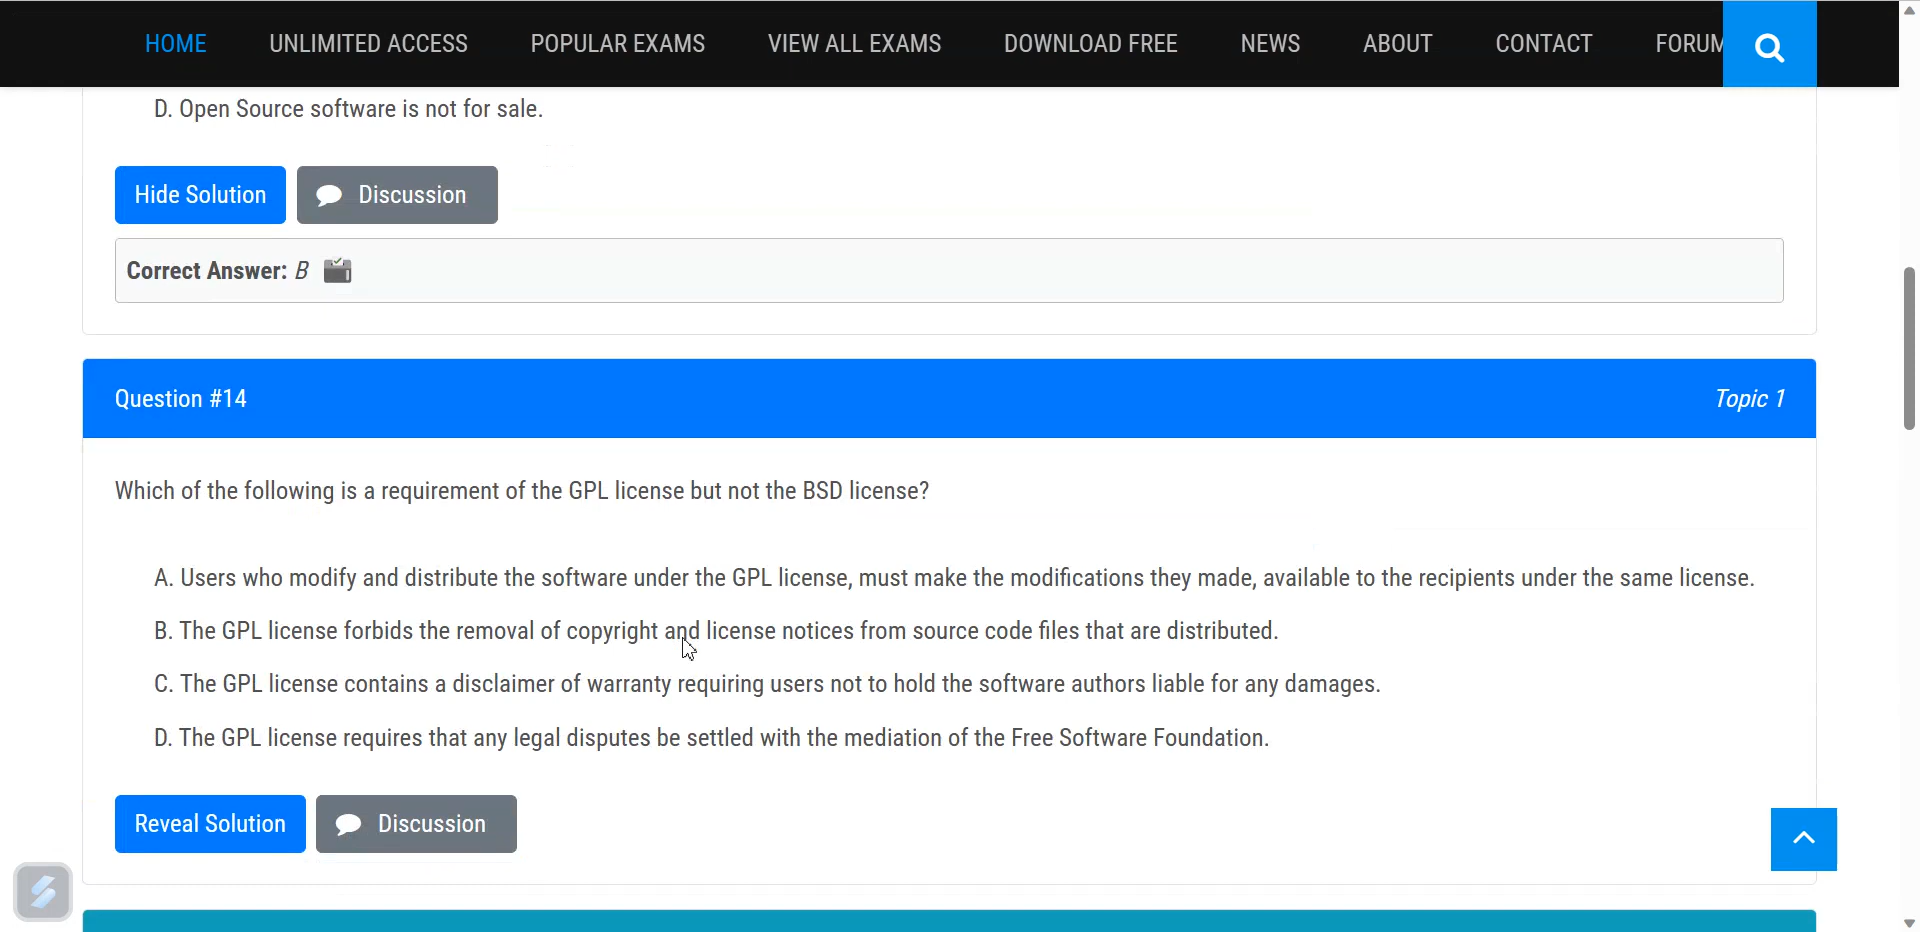 HOME UNLIMITED ACCESS POPULAR EXAMS VIEW ALL EXAMS DOWNLOAD FREE NEWS ABOUT CONTACT FORUM
D. Open Source software is not for sale.
Hide Solution Discussion
Correct Answer: B
Question #14 Topic 1
Which of the following is a requirement of the GPL license but not the BSD license?
A. Users who modify and distribute the software under the GPL license, must make the modifications they made, available to the recipients under the same license.
B. The GPL license forbids the removal of copyright and license notices from source code files that are distributed.
C. The GPL license contains a disclaimer of warranty requiring users not to hold the software authors liable for any damages.
D. The GPL license requires that any legal disputes be settled with the mediation of the Free Software Foundation.
Reveal Solution Discussion